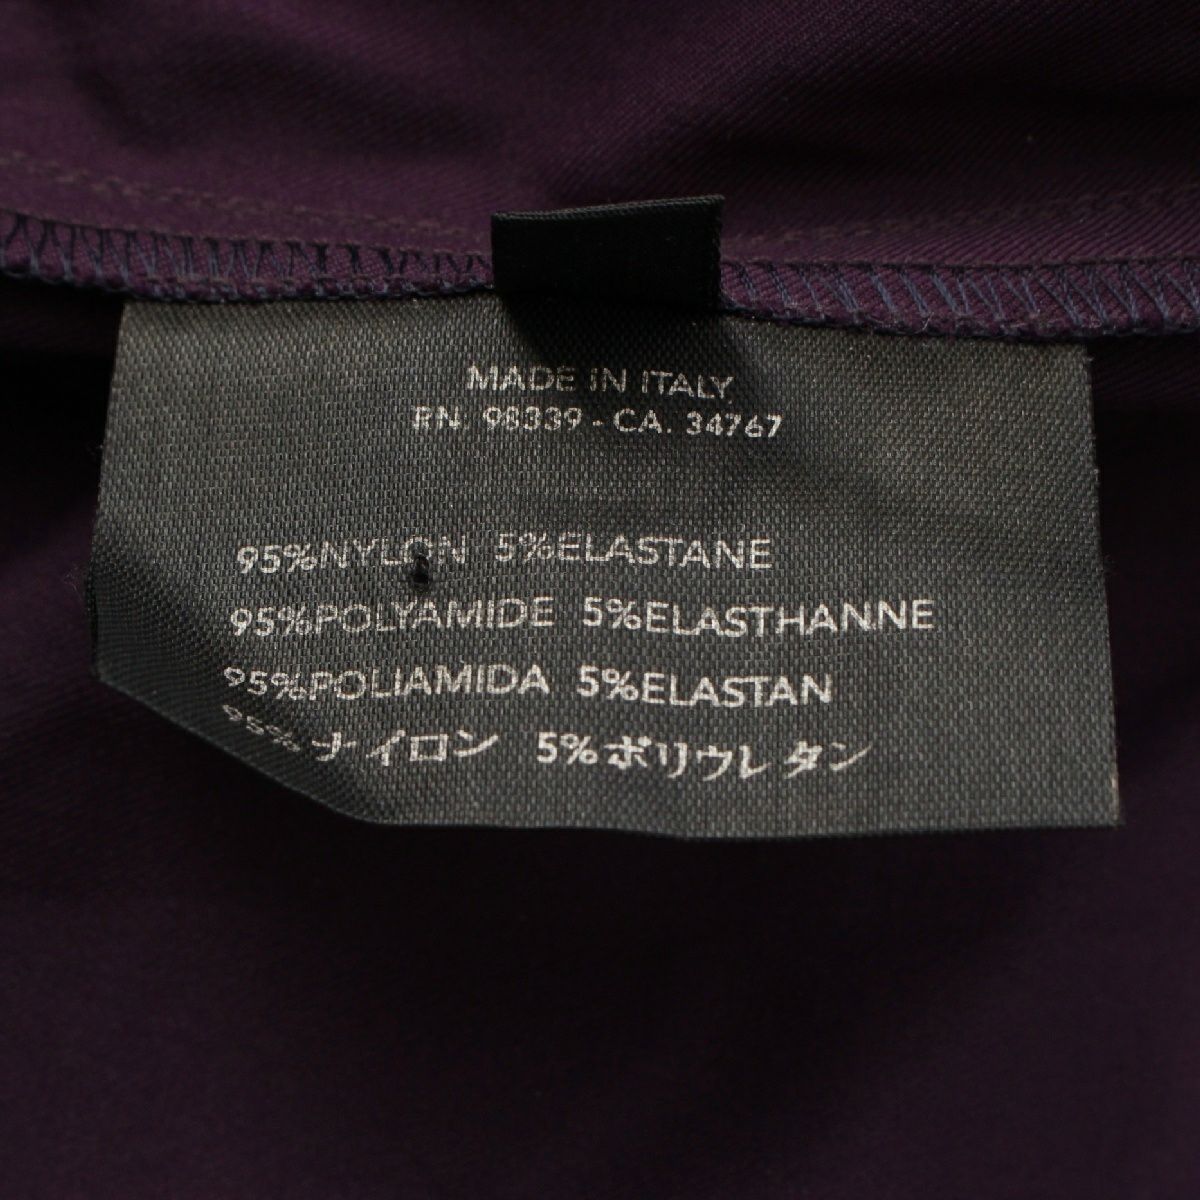 MADE IN ITALY
RN. 98339 - CA. 34767
95%NYLON 5%ELASTANE
95%POLYAMIDE 5%ELASTHANNE
95%POLIAMIDA 5%ELASTAN
95%ナイロン 5%ポリウレタン